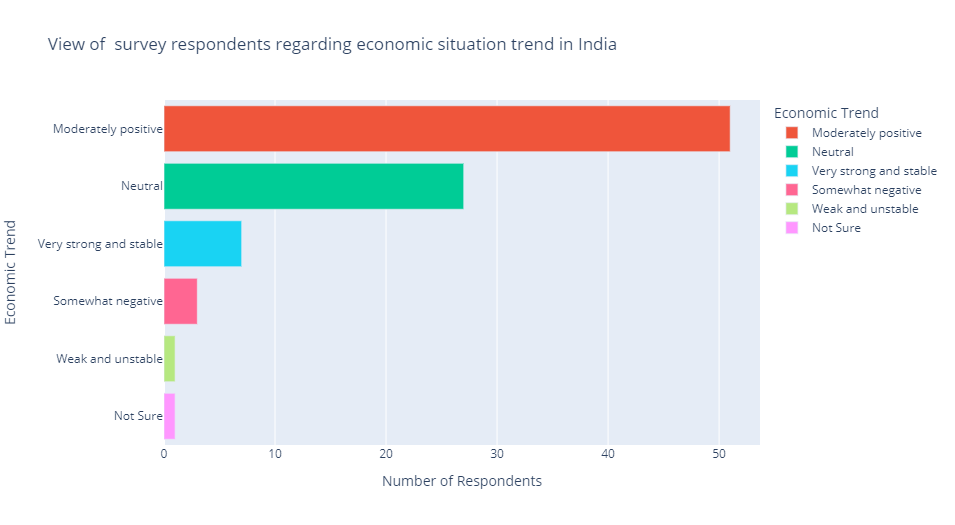 View of  survey respondents regarding economic situation trend in India
Economic Trend
Moderately positive
Neutral
Very strong and stable
Somewhat negative
Weak and unstable
Not Sure
0 10 20 30 40 50
Number of Respondents
Economic Trend
Moderately positive
Neutral
Very strong and stable
Somewhat negative
Weak and unstable
Not Sure